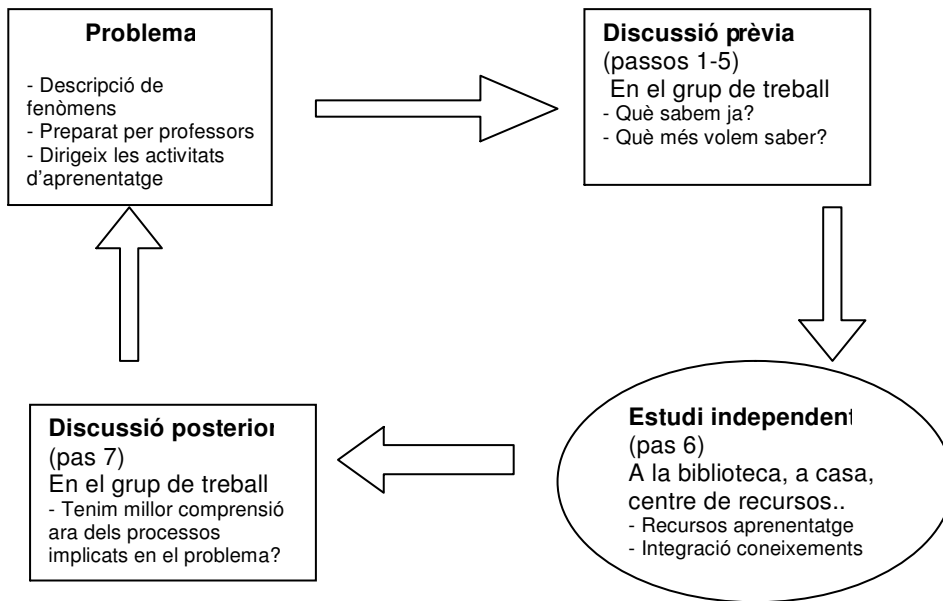 Problema
- Descripció de
fenòmens
- Preparat per professors
- Dirigeix les activitats
d'aprenentatge
Discussió prèvia
(passos 1-5)
En el grup de treball
- Què sabem ja?
- Què més volem saber?
Estudi independent
(pas 6)
A la biblioteca, a casa,
centre de recursos..
- Recursos aprenentatge
- Integració coneixements
Discussió posterior
(pas 7)
En el grup de treball
- Tenim millor comprensió
ara dels processos
implicats en el problema?